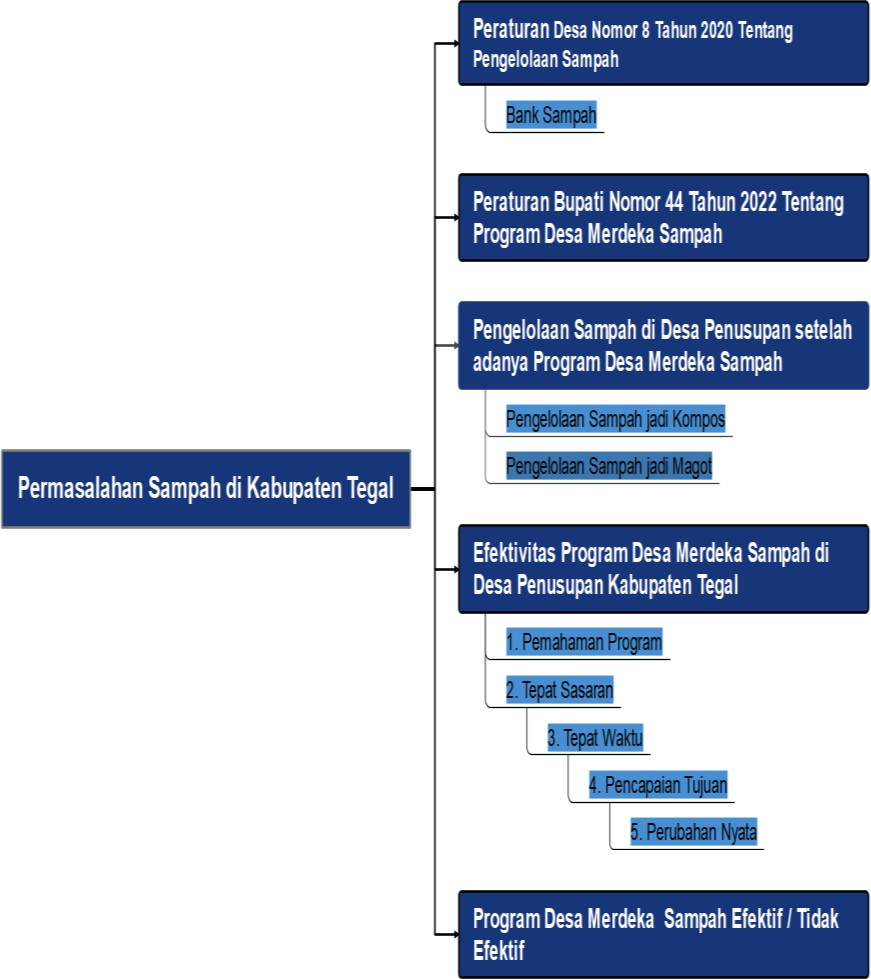 Peraturan Desa Nomor 8 Tahun 2020 Tentang
Pengelolaan Sampah
Bank Sampah
Peraturan Bupati Nomor 44 Tahun 2022 Tentang
Program Desa Merdeka Sampah
Pengelolaan Sampah di Desa Penusupan setelah
adanya Program Desa Merdeka Sampah
Pengelolaan Sampah jadi Kompos
Pengelolaan Sampah jadi Magot
Permasalahan Sampah di Kabupaten Tegal
Efektivitas Program Desa Merdeka Sampah di
Desa Penusupan Kabupaten Tegal
1. Pemahaman Program
2. Tepat Sasaran
3. Tepat Waktu
4. Pencapaian Tujuan
5. Perubahan Nyata
Program Desa Merdeka Sampah Efektif / Tidak
Efektif